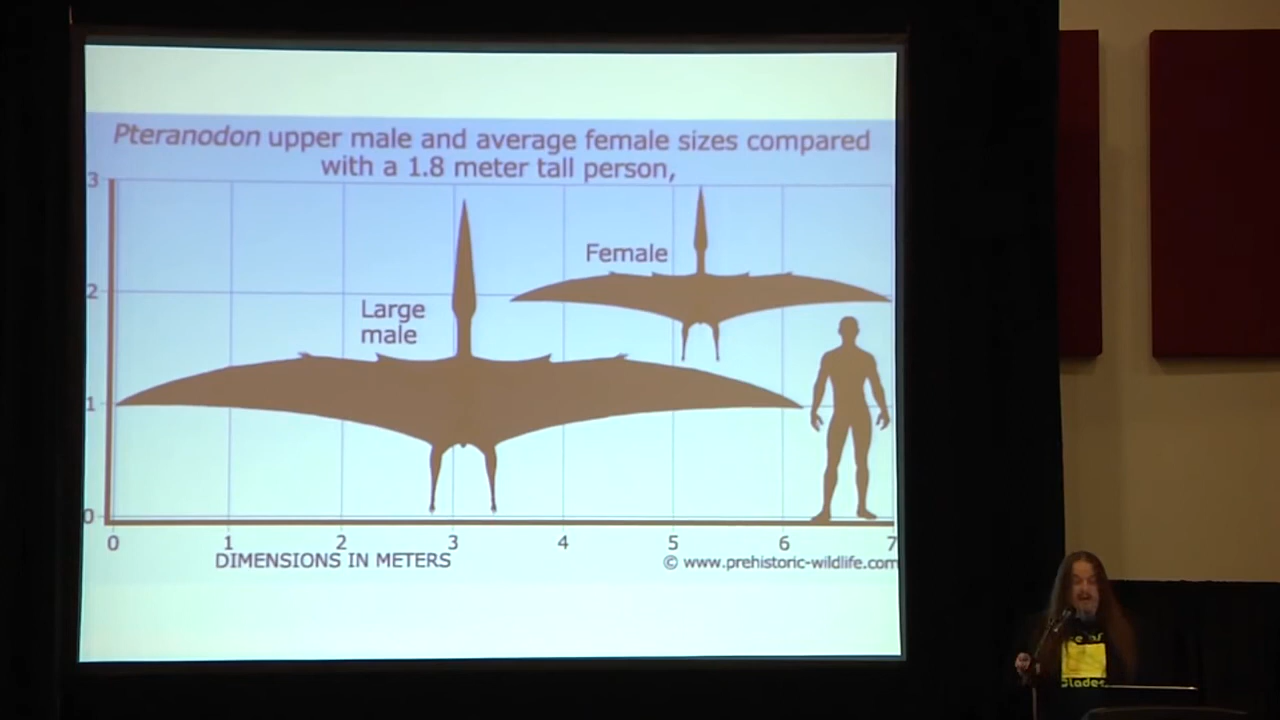 Pteranodon upper male and average female sizes compared
with a 1.8 meter tall person,
3
Female
2
Large
male
1
0
0 1 2 3 4 5 6 7
DIMENSIONS IN METERS © www.prehistoric-wildlife.com